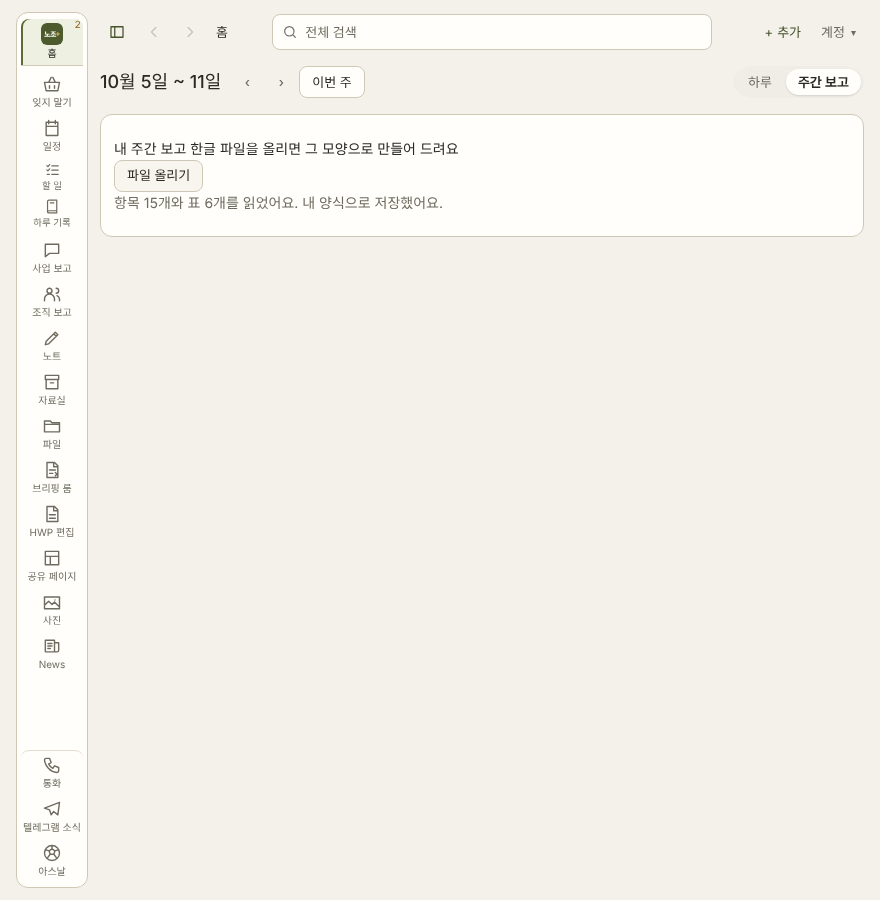 2
노조+
홈
잊지 말기
일정
할 일
하루 기록
사업 보고
조직 보고
노트
자료실
파일
브리핑 룸
HWP 편집
공유 페이지
사진
News
통화
텔레그램 소식
아스날
홈
전체 검색
+ 추가
계정 ▾
10월 5일 ~ 11일
‹ › 이번 주
하루 주간 보고
내 주간 보고 한글 파일을 올리면 그 모양으로 만들어 드려요
파일 올리기
항목 15개와 표 6개를 읽었어요. 내 양식으로 저장했어요.